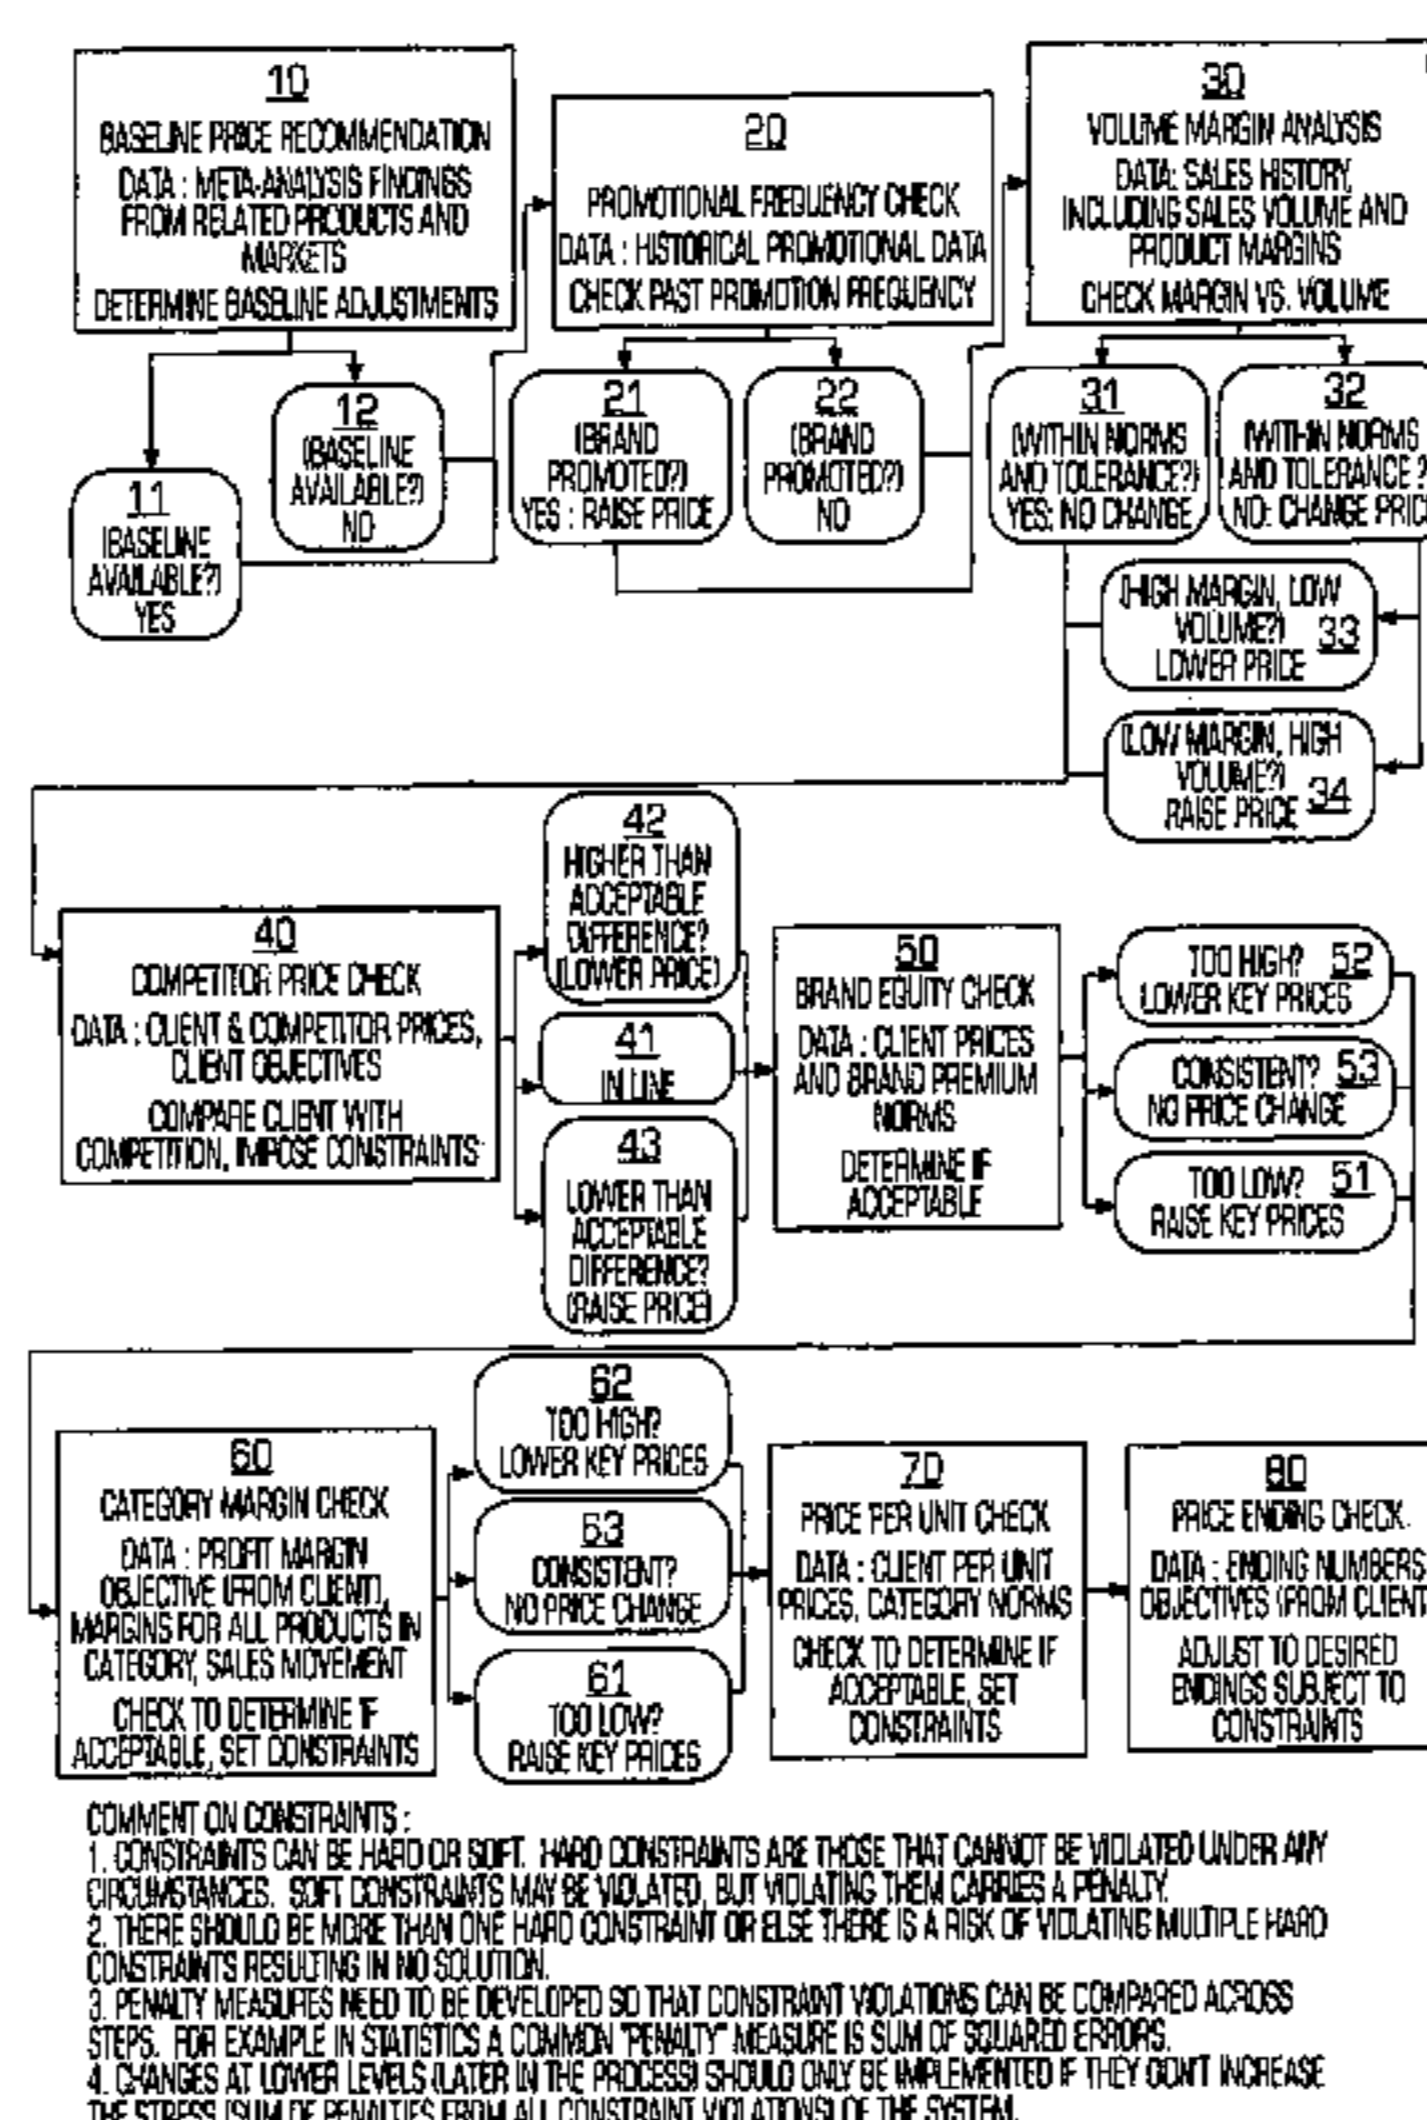 10
BASELINE PRICE RECOMMENDATION
DATA : META-ANALYSIS FINDINGS
FROM RELATED PRODUCTS AND
MARKETS
DETERMINE BASELINE ADJUSTMENTS
11
(BASELINE
AVAILABLE?)
YES
12
(BASELINE
AVAILABLE?)
NO
20
PROMOTIONAL FREQUENCY CHECK
DATA : HISTORICAL PROMOTIONAL DATA
CHECK PAST PROMOTION FREQUENCY
21
(BRAND
PROMOTED?)
YES : RAISE PRICE
22
(BRAND
PROMOTED?)
NO
30
VOLUME MARGIN ANALYSIS
DATA: SALES HISTORY,
INCLUDING SALES VOLUME AND
PRODUCT MARGINS
CHECK MARGIN VS. VOLUME
31
(WITHIN NORMS
AND TOLERANCE?)
YES: NO CHANGE
32
(WITHIN NORMS
AND TOLERANCE ?
NO: CHANGE PRICE
(HIGH MARGIN, LOW
VOLUME?) 33
LOWER PRICE
(LOW MARGIN, HIGH
VOLUME?)
RAISE PRICE 34
40
COMPETITOR PRICE CHECK
DATA : CLIENT & COMPETITOR PRICES,
CLIENT OBJECTIVES
COMPARE CLIENT WITH
COMPETITION, IMPOSE CONSTRAINTS
42
HIGHER THAN
ACCEPTABLE
DIFFERENCE?
(LOWER PRICE)
41
IN LINE
43
LOWER THAN
ACCEPTABLE
DIFFERENCE?
(RAISE PRICE)
50
BRAND EQUITY CHECK
DATA : CLIENT PRICES
AND BRAND PREMIUM
NORMS
DETERMINE IF
ACCEPTABLE
TOO HIGH? 52
LOWER KEY PRICES
CONSISTENT? 53
NO PRICE CHANGE
TOO LOW? 51
RAISE KEY PRICES
60
CATEGORY MARGIN CHECK
DATA : PROFIT MARGIN
OBJECTIVE (FROM CLIENT),
MARGINS FOR ALL PRODUCTS IN
CATEGORY, SALES MOVEMENT
CHECK TO DETERMINE IF
ACCEPTABLE, SET CONSTRAINTS
62
TOO HIGH?
LOWER KEY PRICES
63
CONSISTENT?
NO PRICE CHANGE
61
TOO LOW?
RAISE KEY PRICES
70
PRICE PER UNIT CHECK
DATA : CLIENT PER UNIT
PRICES, CATEGORY NORMS
CHECK TO DETERMINE IF
ACCEPTABLE, SET
CONSTRAINTS
80
PRICE ENDING CHECK.
DATA : ENDING NUMBERS
OBJECTIVES (FROM CLIENT
ADJUST TO DESIRED
ENDINGS SUBJECT TO
CONSTRAINTS
COMMENT ON CONSTRAINTS :
1. CONSTRAINTS CAN BE HARD OR SOFT. HARD CONSTRAINTS ARE THOSE THAT CANNOT BE VIOLATED UNDER ANY
CIRCUMSTANCES. SOFT CONSTRAINTS MAY BE VIOLATED, BUT VIOLATING THEM CARRIES A PENALTY.
2. THERE SHOULD BE MORE THAN ONE HARD CONSTRAINT OR ELSE THERE IS A RISK OF VIOLATING MULTIPLE HARD
CONSTRAINTS RESULTING IN NO SOLUTION.
3. PENALTY MEASURES NEED TO BE DEVELOPED SO THAT CONSTRAINT VIOLATIONS CAN BE COMPARED ACROSS
STEPS. FOR EXAMPLE IN STATISTICS A COMMON "PENALTY" MEASURE IS SUM OF SQUARED ERRORS.
4. CHANGES AT LOWER LEVELS (LATER IN THE PROCESS) SHOULD ONLY BE IMPLEMENTED IF THEY DON'T INCREASE
THE STRESS (SUM OF PENALTIES FROM ALL CONSTRAINT VIOLATIONS) OF THE SYSTEM.